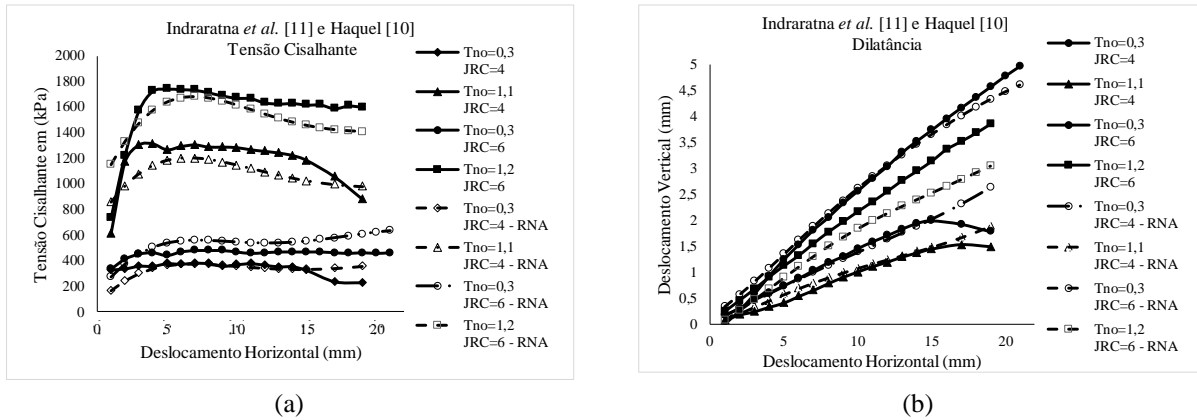 Indraratna et al. [11] e Haquel [10]
Tensão Cisalhante
Tensão Cisalhante em (kPa)
2000
1800
1600
1400
1200
1000
800
600
400
200
0
0 5 10 15 20
Deslocamento Horizontal (mm)
Tno=0,3
JRC=4
Tno=1,1
JRC=4
Tno=0,3
JRC=6
Tno=1,2
JRC=6
Tno=0,3
JRC=4 - RNA
Tno=1,1
JRC=4 - RNA
Tno=0,3
JRC=6 - RNA
Tno=1,2
JRC=6 - RNA
(a)
Indraratna et al. [11] e Haquel [10]
Dilatância
Deslocamento Vertical (mm)
5
4,5
4
3,5
3
2,5
2
1,5
1
0,5
0
0 5 10 15 20
Deslocamento Horizontal (mm)
Tno=0,3
JRC=4
Tno=1,1
JRC=4
Tno=0,3
JRC=6
Tno=1,2
JRC=6
Tno=0,3
JRC=4 - RNA
Tno=1,1
JRC=4 - RNA
Tno=0,3
JRC=6 - RNA
Tno=1,2
JRC=6 - RNA
(b)